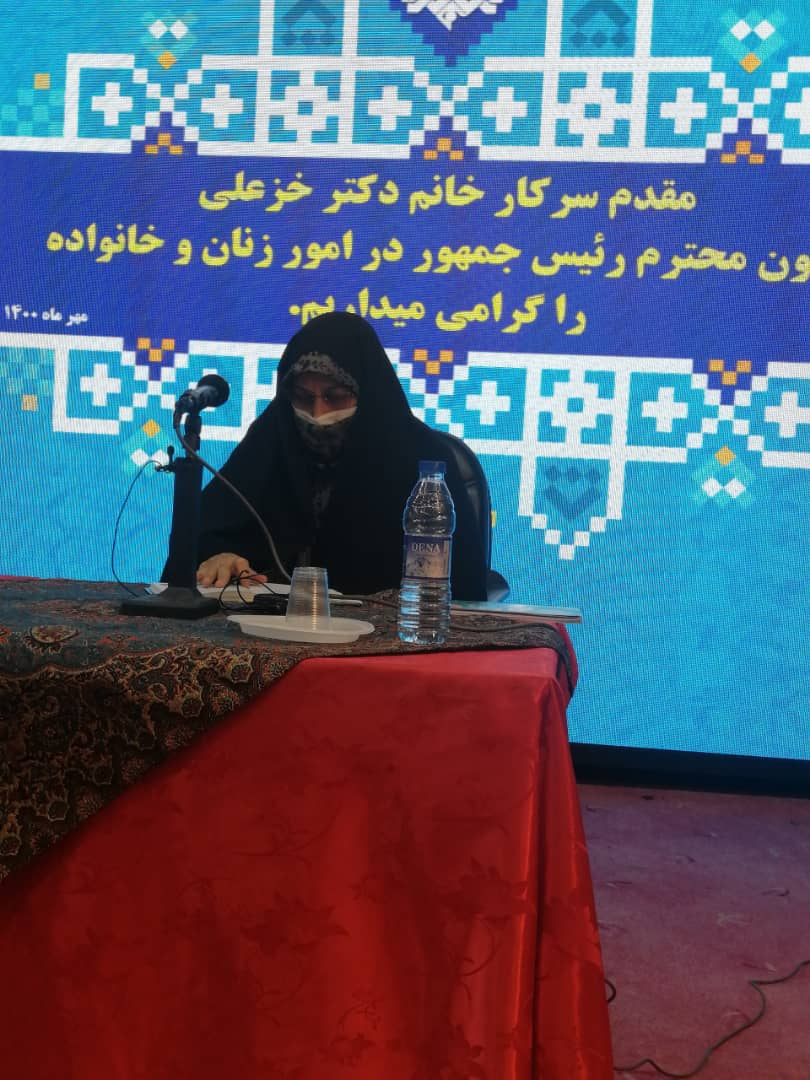 مقدم سرکار خانم دکتر خزعلی
ون محترم رئیس جمهور در امور زنان و خانواده
را گرامی میداریم.
مهر ماه ۱۴۰۰
DENA